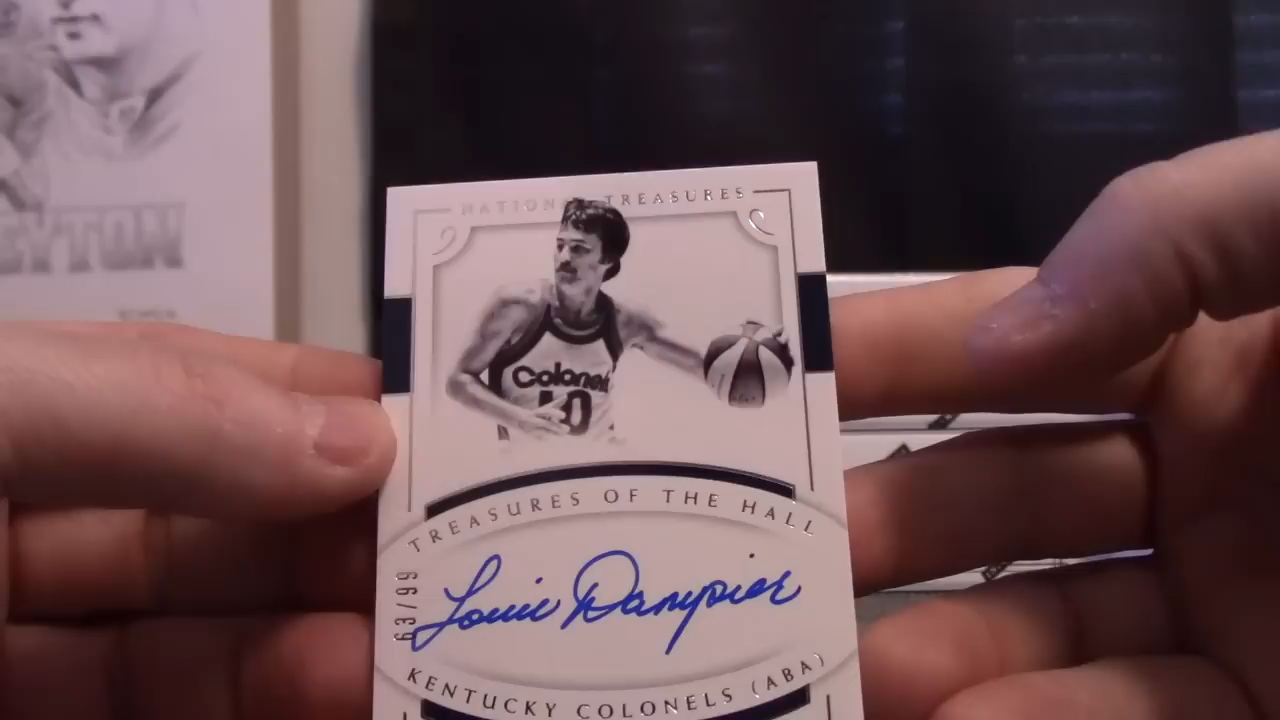 EYTON
NATIONAL TREASURES
Colonels
10
TREASURES OF THE HALL
Louie Dampier
63/99
KENTUCKY COLONELS (ABA)